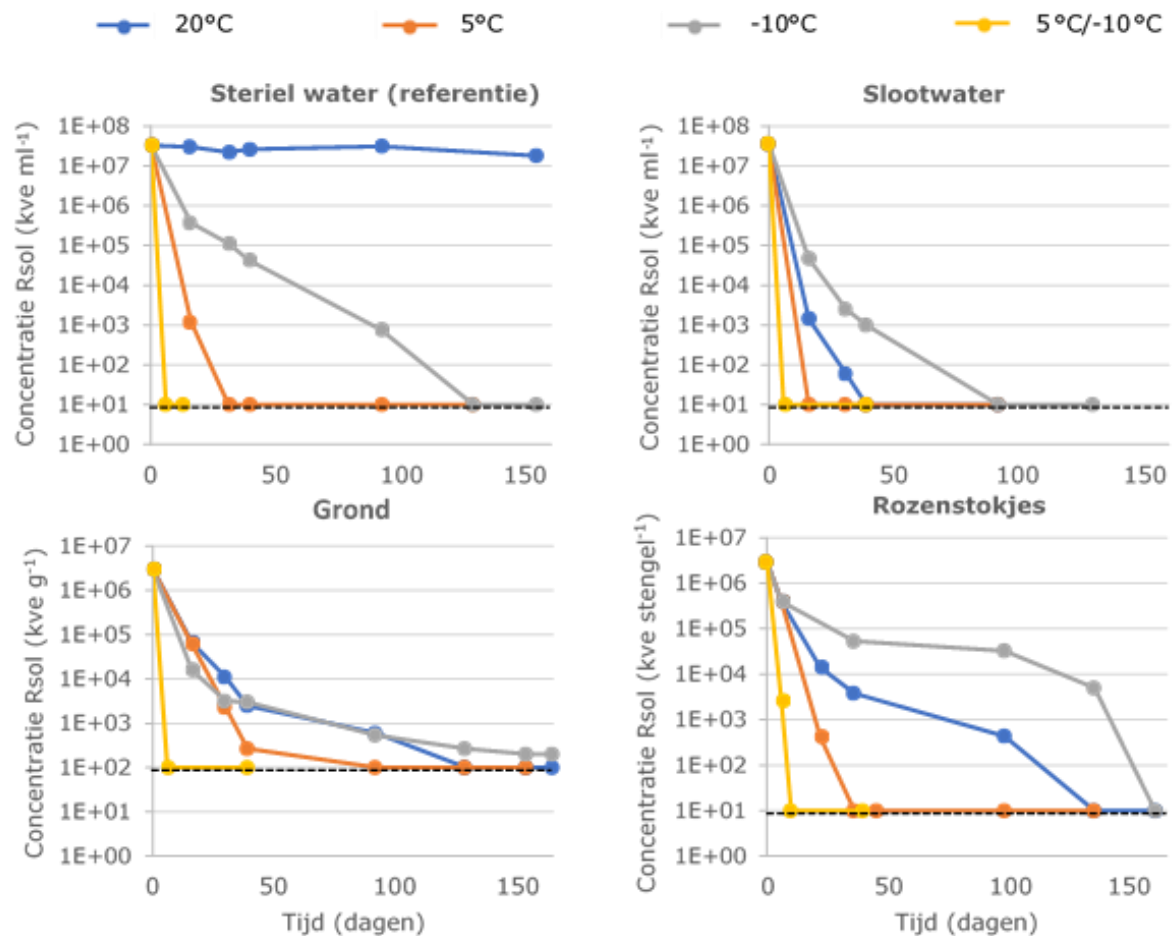 20°C 5°C -10°C 5°C/-10°C
Steriel water (referentie)
Concentratie Rsol (kve ml-1)
1E+08
1E+07
1E+06
1E+05
1E+04
1E+03
1E+02
1E+01
1E+00
0 50 100 150
Slootwater
Concentratie Rsol (kve ml-1)
1E+08
1E+07
1E+06
1E+05
1E+04
1E+03
1E+02
1E+01
1E+00
0 50 100 150
Grond
Concentratie Rsol (kve g-1)
1E+07
1E+06
1E+05
1E+04
1E+03
1E+02
1E+01
1E+00
0 50 100 150
Tijd (dagen)
Rozenstokjes
Concentratie Rsol (kve stengel-1)
1E+07
1E+06
1E+05
1E+04
1E+03
1E+02
1E+01
1E+00
0 50 100 150
Tijd (dagen)